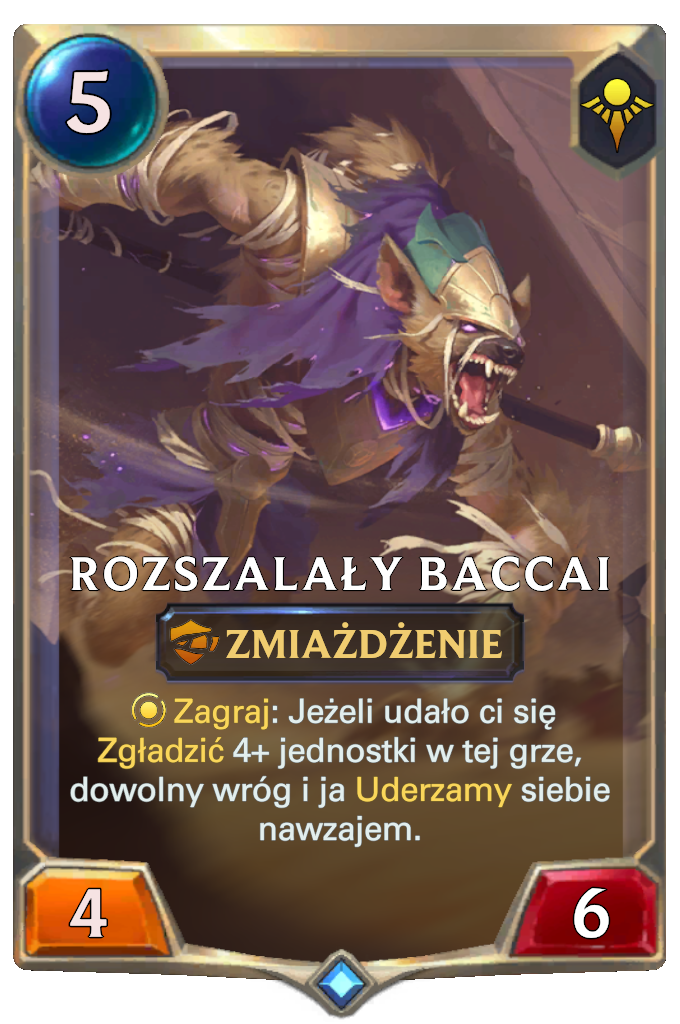 5
ROZSZALAŁY BACCAI
ZMIAŻDŻENIE
Zagraj: Jeżeli udało ci się
Zgładzić 4+ jednostki w tej grze,
dowolny wróg i ja Uderzamy siebie
nawzajem.
4
6